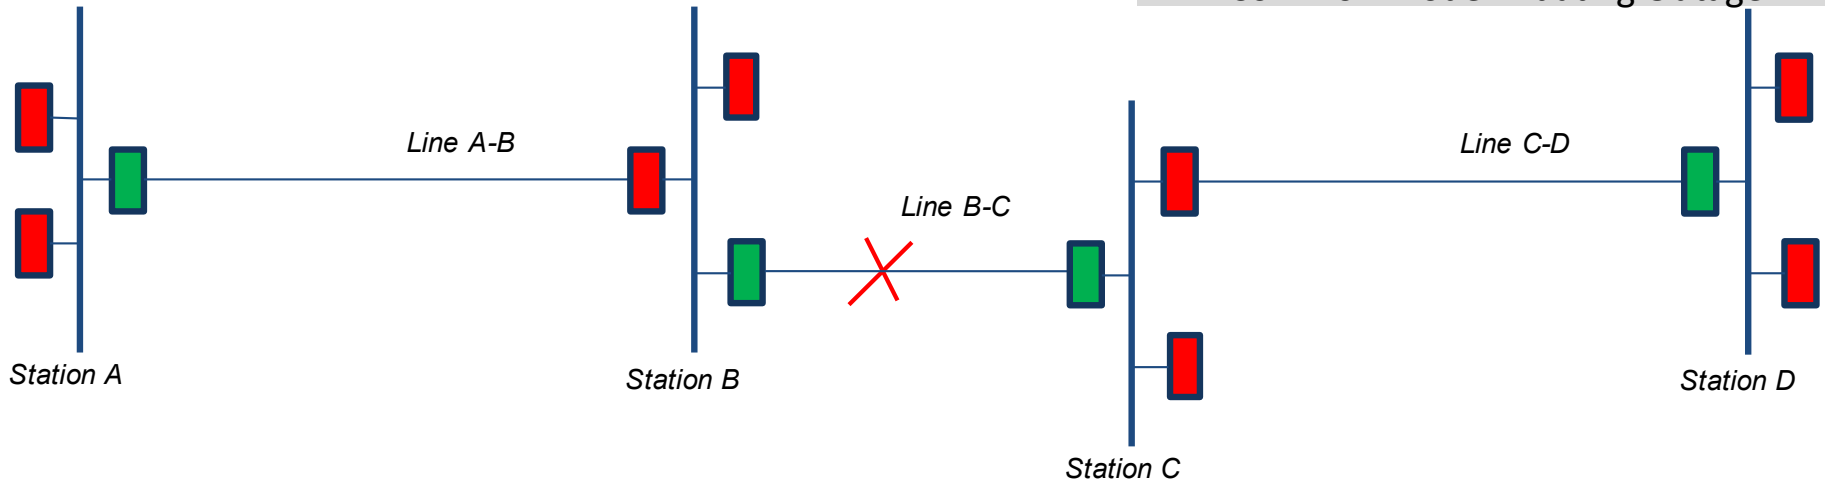 Line A-B
Line C-D
Line B-C
Station A
Station B
Station D
Station C